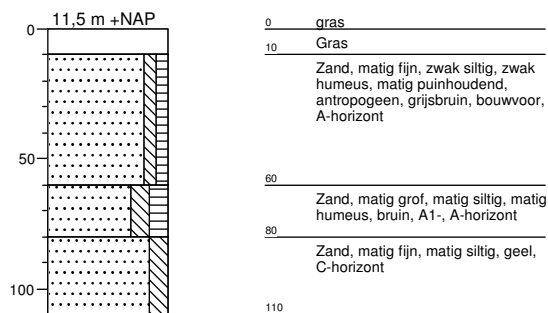 11,5 m +NAP
0
50
100
0 gras
10 Gras
Zand, matig fijn, zwak siltig, zwak
humeus, matig puinhoudend,
antropogeen, grijsbruin, bouwvoor,
A-horizont
60
Zand, matig grof, matig siltig, matig
humeus, bruin, A1-, A-horizont
80
Zand, matig fijn, matig siltig, geel,
C-horizont
110